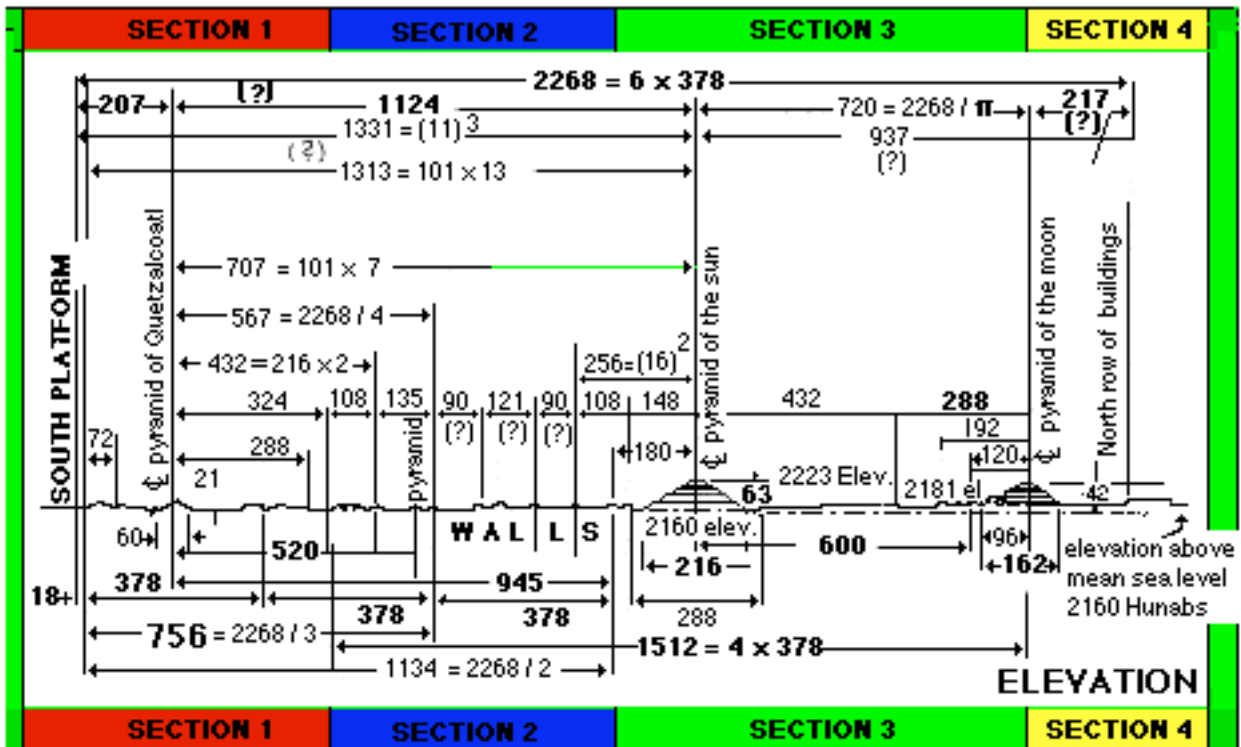 SECTION 1 SECTION 2 SECTION 3 SECTION 4
2268 = 6 x 378
207 (?) 1124 720 = 2268 / π 217
(?)
1331 = (11) 3 937
(?) (?)
1313 = 101 x 13
SOUTH PLATFORM
℄ pyramid of Quetzalcoatl
℄ pyramid of the sun
℄ pyramid of the moon
North row of buildings
707 = 101 x 7
567 = 2268 / 4
432 = 216 x 2 256 = (16) 2
324 108 135 90 121 90 108 148 432 288
(?) (?) (?)
72 288 180 192
pyramid
120
21 63 2223 Elev. 2181 el 42
60 W A L L S 2160 elev. 96
520 600 162
elevation above
mean sea level
2160 Hunabs
378 945 216
18+ 378 378 288
756 = 2268 / 3
1512 = 4 x 378
1134 = 2268 / 2
ELEVATION
SECTION 1 SECTION 2 SECTION 3 SECTION 4